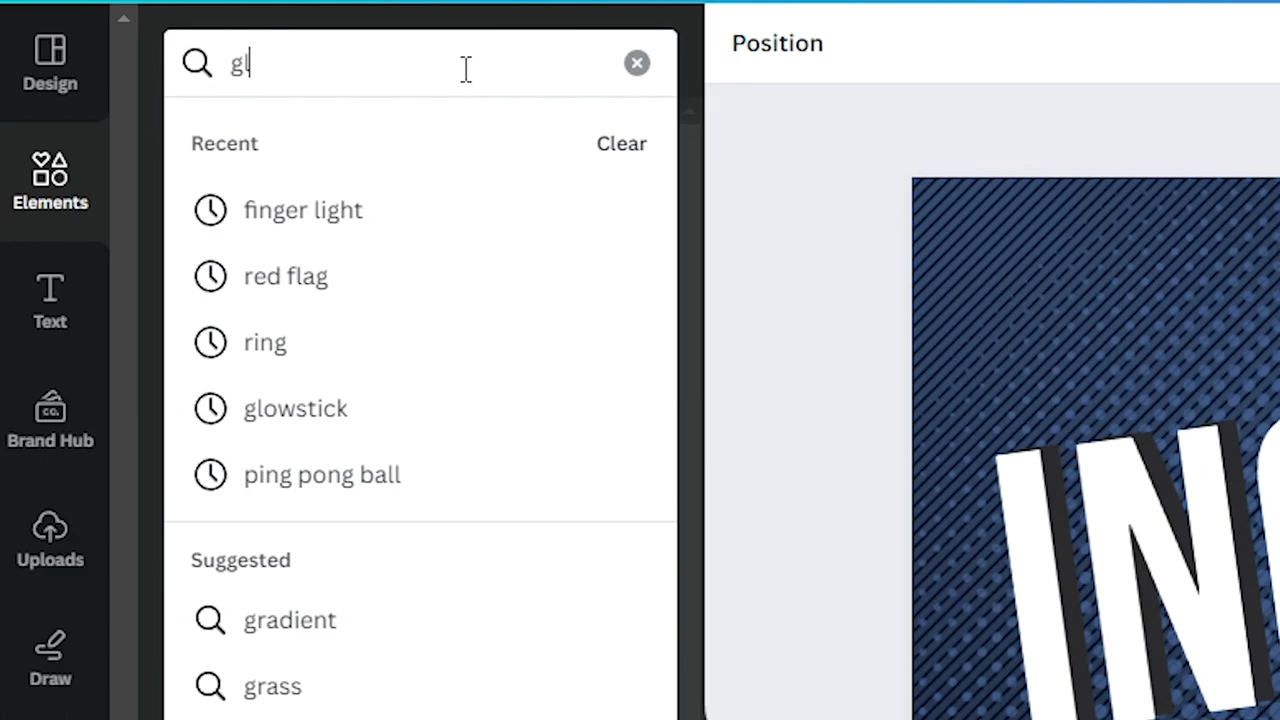 Design
Elements
Text
CO.
Brand Hub
Uploads
Draw
gl
Recent
Clear
finger light
red flag
ring
glowstick
ping pong ball
Suggested
gradient
grass
Position
IN